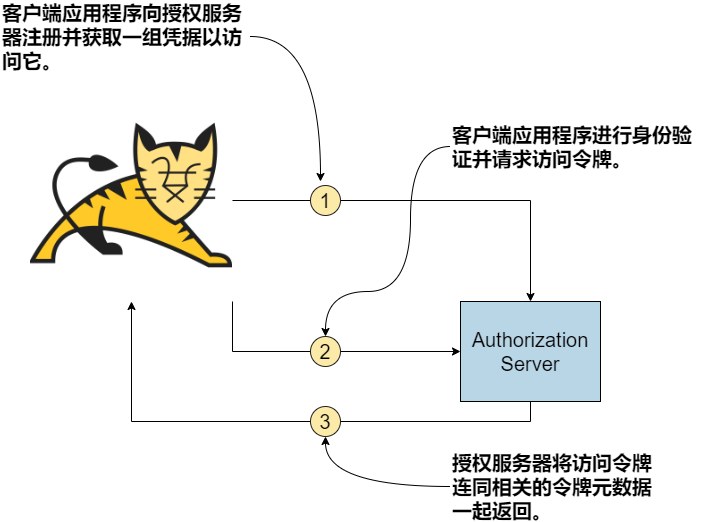 客户端应用程序向授权服务
器注册并获取一组凭据以访
问它。
客户端应用程序进行身份验
证并请求访问令牌。
1
2
Authorization
Server
3
授权服务器将访问令牌
连同相关的令牌元数据
一起返回。